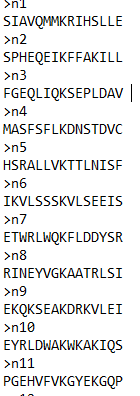 >n1
SIAVQMMKRIHSLLE
>n2
SPHEQEIKFFAKILL
>n3
FGEQLIQKSEPLDAV
>n4
MASFSFLKDNSTDVC
>n5
HSRALLVKTTLNISF
>n6
IKVLSSSKVLSEEIS
>n7
ETWRLWQKFLDDYSR
>n8
RINEYVGKAATRLSI
>n9
EKQKSEAKDRKVLEI
>n10
EYRLDWAKWKAKIQS
>n11
PGEHVFVKGYEKGQP